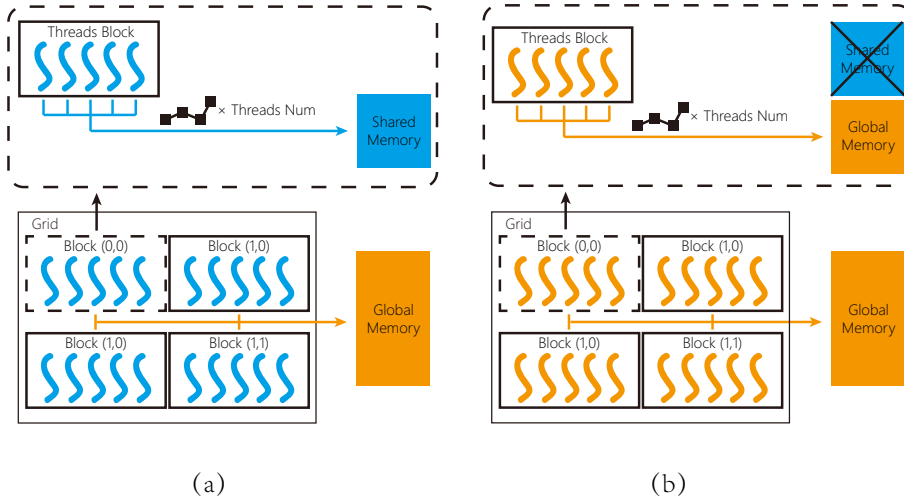 Threads Block
× Threads Num
Shared
Memory
Grid
Block (0,0)
Block (1,0)
Block (1,0)
Block (1,1)
Global
Memory
(a)
Threads Block
× Threads Num
Shared
Memory
Global
Memory
Grid
Block (0,0)
Block (1,0)
Block (1,0)
Block (1,1)
Global
Memory
(b)